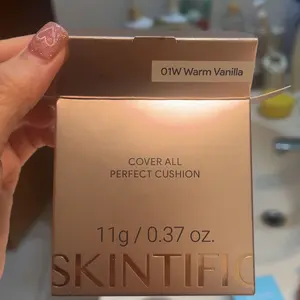 01W Warm Vanilla
COVER ALL
PERFECT CUSHION
11g / 0.37 oz.
SKINTIFIC